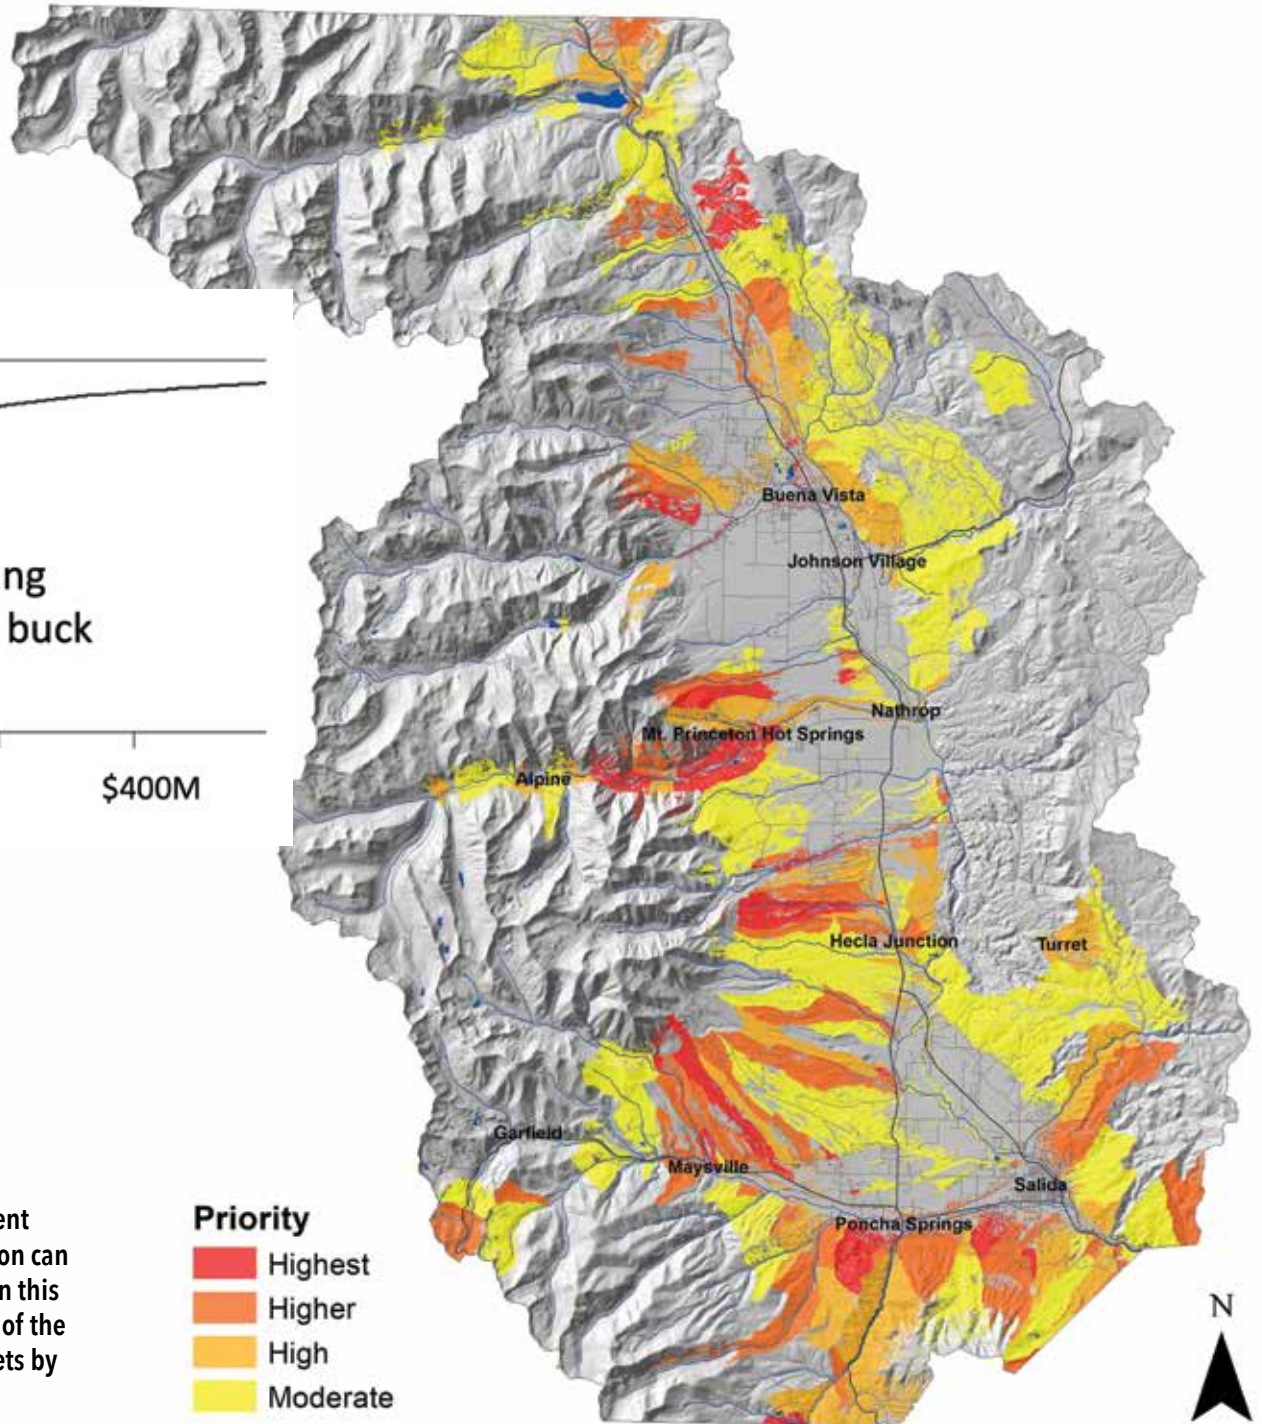 ng
buck
$400M
Buena Vista
Johnson Village
Nathrop
Mt. Princeton Hot Springs
Alpine
Hecla Junction
Turret
Garfield
Maysville
Salida
Poncha Springs
ent
on can
n this
of the
ets by
Priority
Highest
Higher
High
Moderate
N